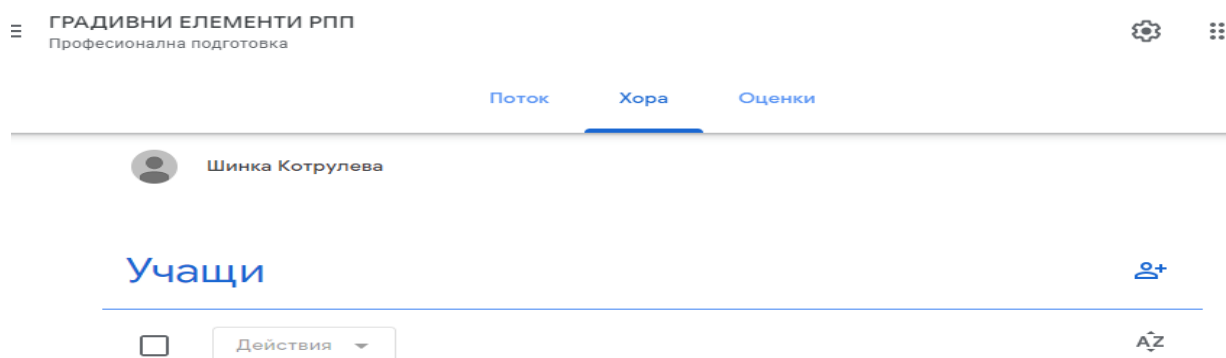 ГРАДИВНИ ЕЛЕМЕНТИ РПП
Професионална подготовка
Поток Хора Оценки
Шинка Котрулева
Учащи
Действия
AZ